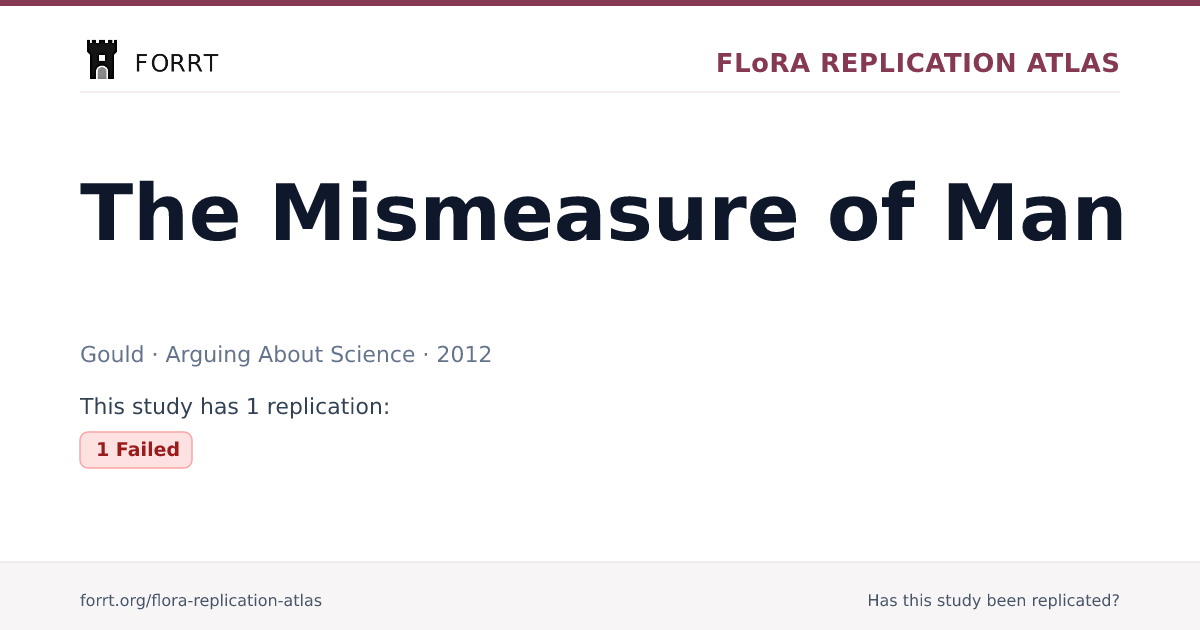 FORRT
FLoRA REPLICATION ATLAS
The Mismeasure of Man
Gould · Arguing About Science · 2012
This study has 1 replication:
1 Failed
forrt.org/flora-replication-atlas
Has this study been replicated?